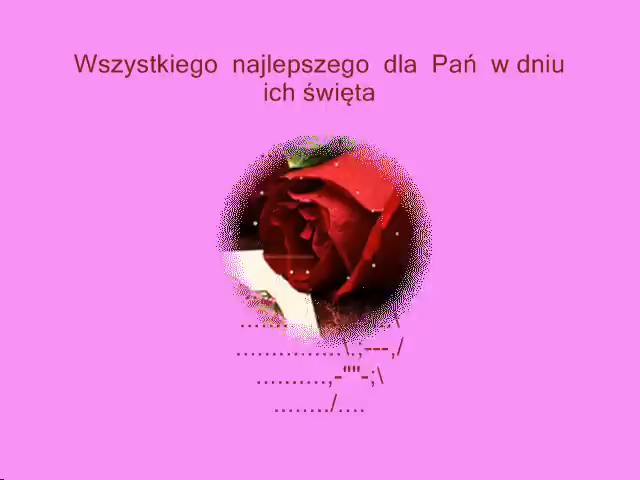 Wszystkiego najlepszego dla Pań w dniu
ich święta
................\.;---,/
..........,-""-;\
......../....